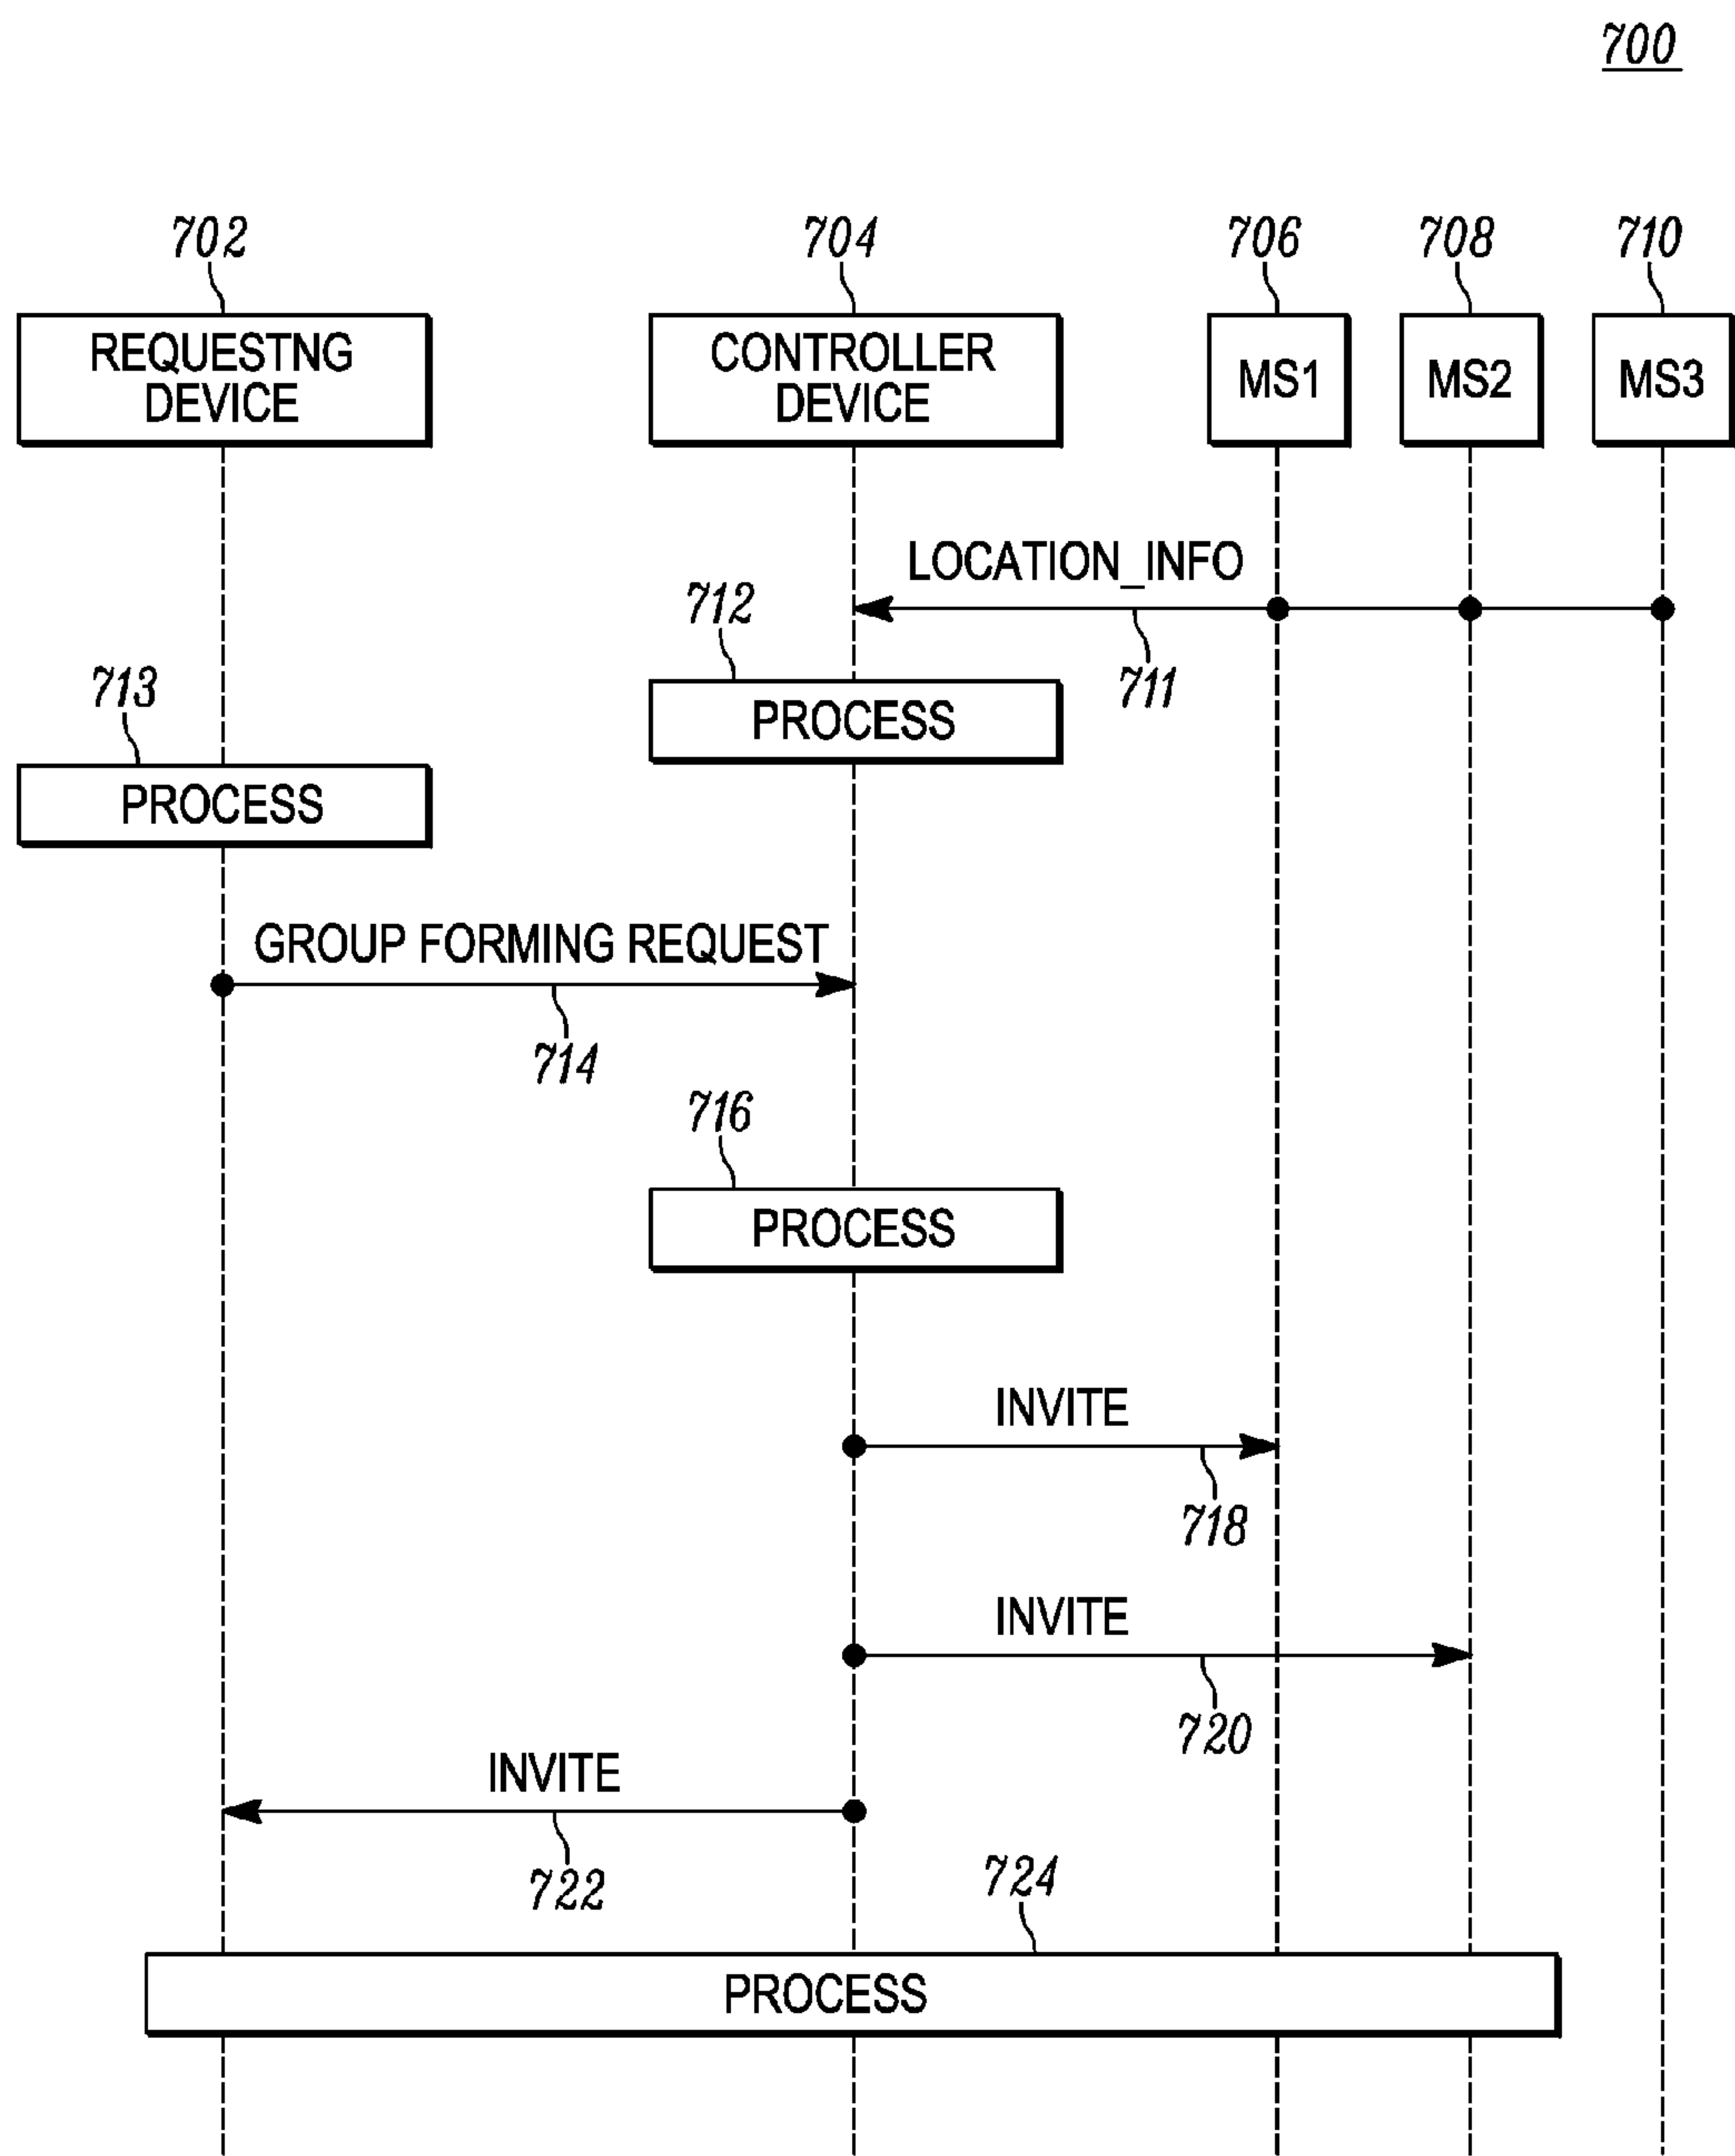 700
702
704
706
708
710
REQUESTNG
DEVICE
CONTROLLER
DEVICE
MS1
MS2
MS3
LOCATION_INFO
711
712
PROCESS
713
PROCESS
GROUP FORMING REQUEST
714
716
PROCESS
INVITE
718
INVITE
720
INVITE
722
724
PROCESS